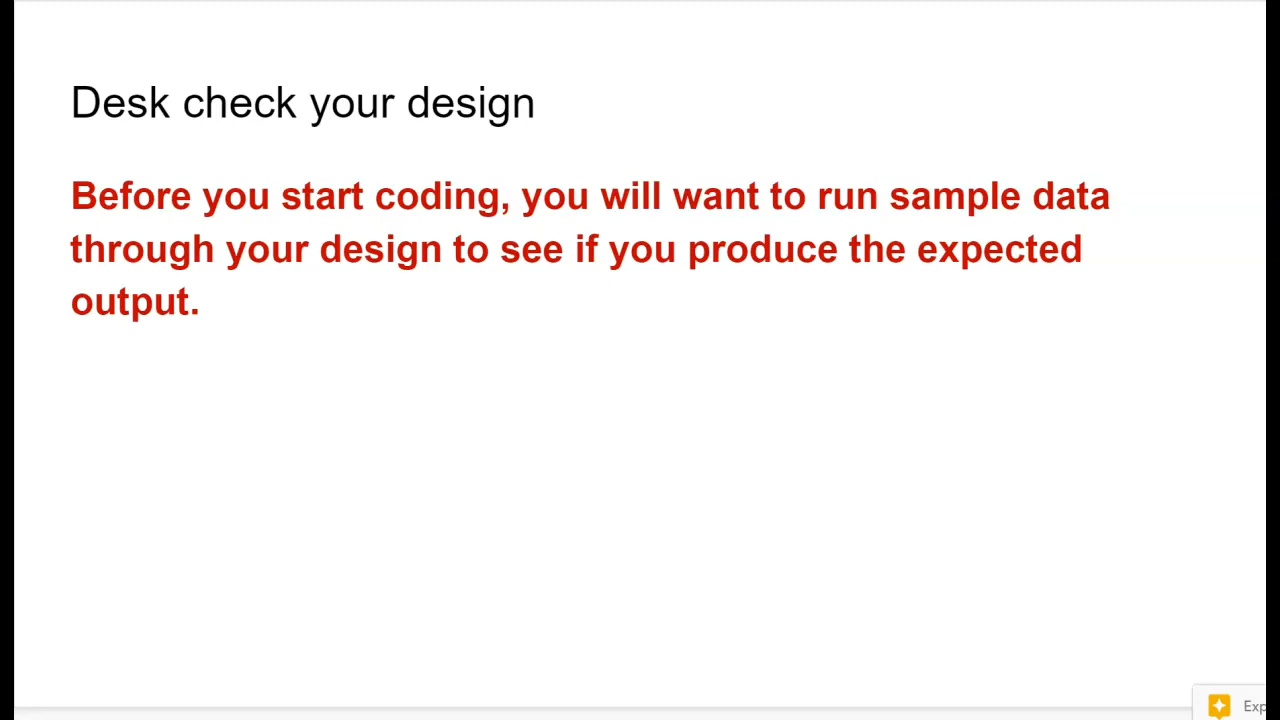 Desk check your design
Before you start coding, you will want to run sample data
through your design to see if you produce the expected
output.
Exp